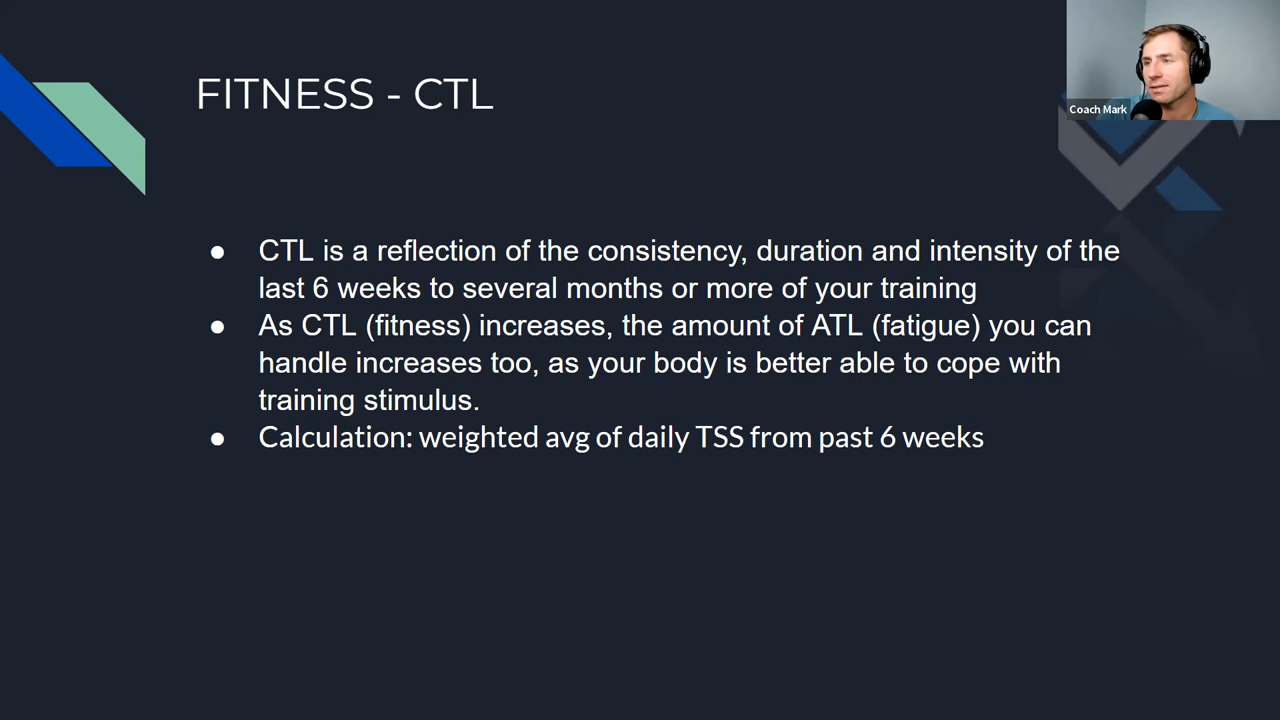 FITNESS - CTL
Coach Mark
● CTL is a reflection of the consistency, duration and intensity of the
last 6 weeks to several months or more of your training
● As CTL (fitness) increases, the amount of ATL (fatigue) you can
handle increases too, as your body is better able to cope with
training stimulus.
● Calculation: weighted avg of daily TSS from past 6 weeks